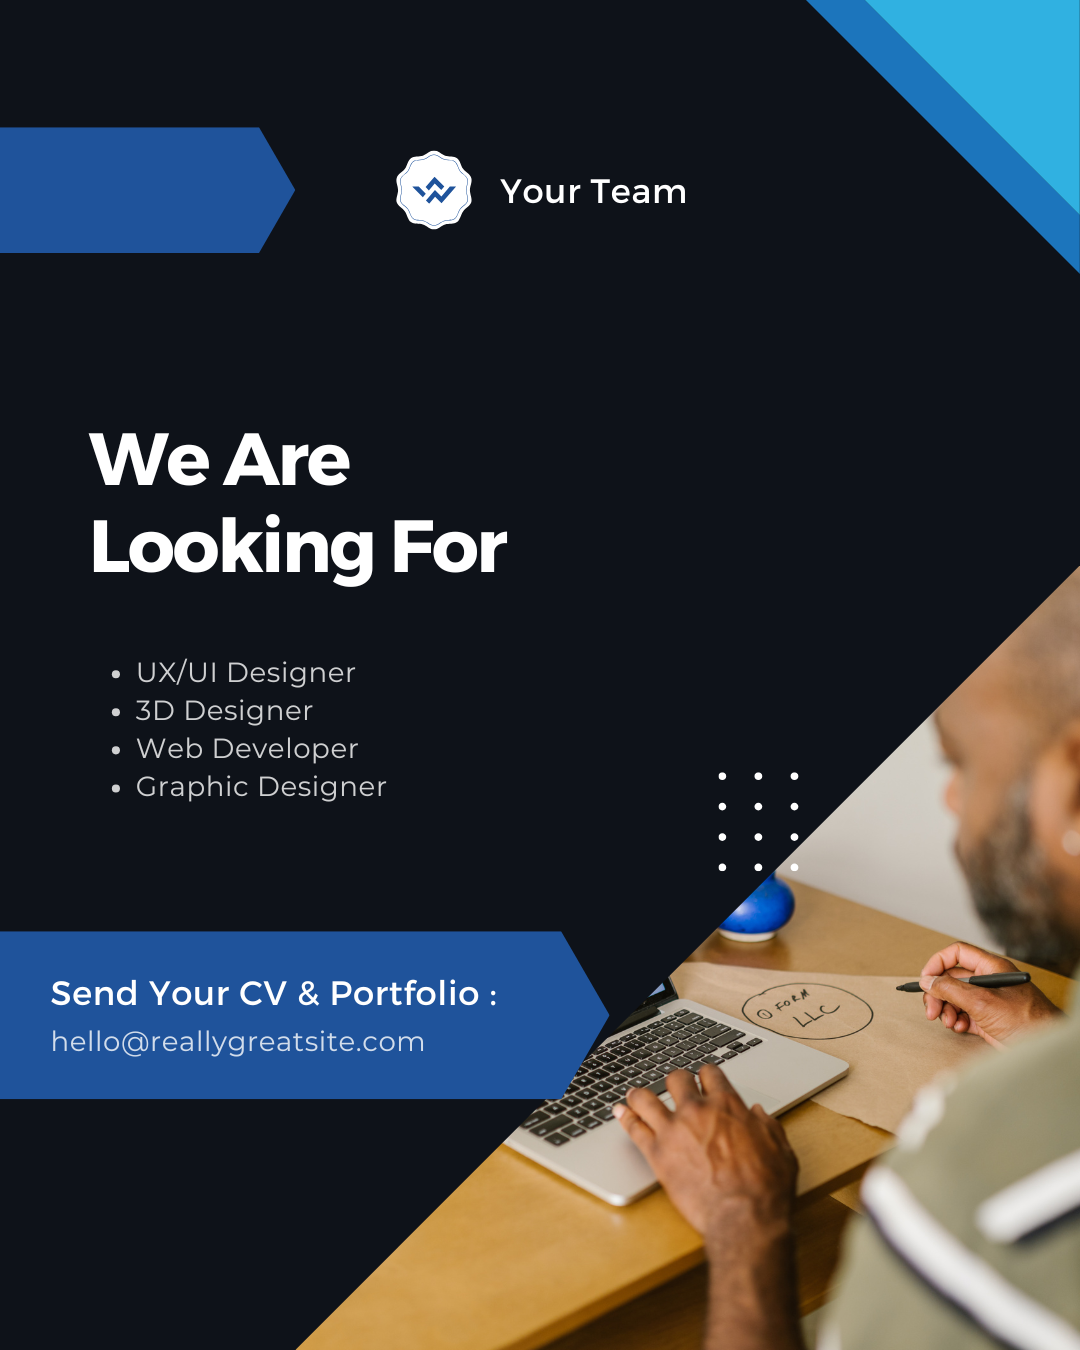 Your Team
We Are
Looking For
• UX/UI Designer
• 3D Designer
• Web Developer
• Graphic Designer
Send Your CV & Portfolio :
hello@reallygreatsite.com
① FORM
LLC